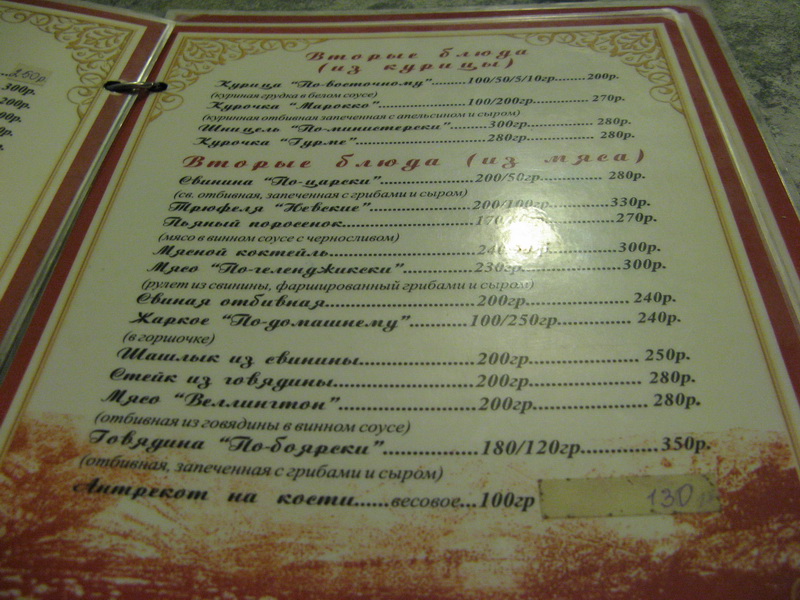 250р.
300р.
200р.
Вторые блюда
(из курицы)
Курица "По-восточному".......100/50/5/10гр........200р.
(куриная грудка в белом соусе)
Курочка "Марокко"..................100/200гр............ 270р.
(куринная отбивная запеченная с апельсином и сыром)
Шницель "По-министерски"........300гр.............. 280р.
Курочка "Гурме"........................280гр.............. 280р.
Вторые блюда (из мяса)
Свинина "По-царски"..................200/50гр............. 280р.
(св. отбивная, запеченная с грибами и сыром)
Трюфеля "Невские"....................200/100гр.............330р.
Пьяный поросенок.......................270р.
(мясо в винном соусе с черносливом)
Мясной коктейль.........................300р.
Мясо "По-геленджикски"..............230гр.................300р.
(рулет из свинины, фаршированный грибами и сыром)
Свиная отбивная.........................200гр.................. 240р.
Жаркое "По-домашнему"............100/250гр............. 240р.
(в горшочке)
Шашлык из свинины....................200гр................... 250р.
Стейк из говядины.......................200гр................... 280р.
Мясо "Веллингтон"......................200гр................... 280р.
(отбивная из говядины в винном соусе)
Говядина "По-боярски"................180/120гр.............350р.
(отбивная, запеченная с грибами и сыром)
Антрекот на кости......весовое...100гр 130